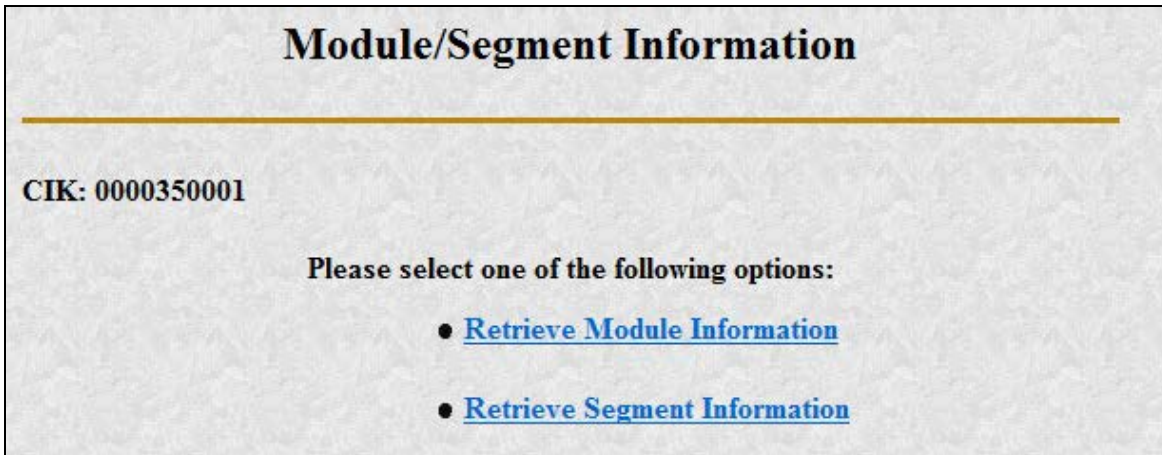 Module/Segment Information
CIK: 0000350001
Please select one of the following options:
● Retrieve Module Information
● Retrieve Segment Information